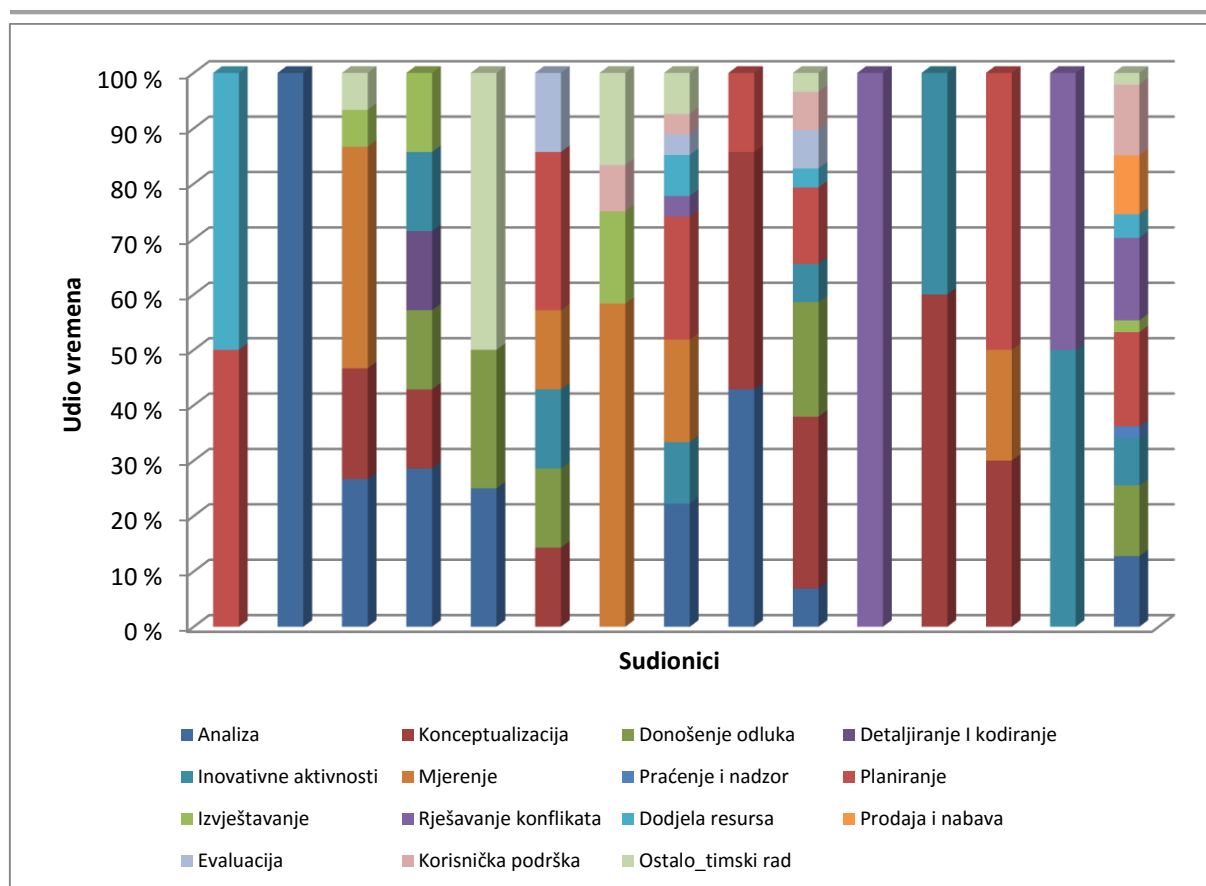 100 %
90 %
80 %
70 %
60 %
50 %
40 %
30 %
20 %
10 %
0 %
Udio vremena
Sudionici
Analiza Konceptualizacija Donošenje odluka Detaljiranje I kodiranje
Inovativne aktivnosti Mjerenje Praćenje i nadzor Planiranje
Izvještavanje Rješavanje konflikata Dodjela resursa Prodaja i nabava
Evaluacija Korisnička podrška Ostalo_timski rad